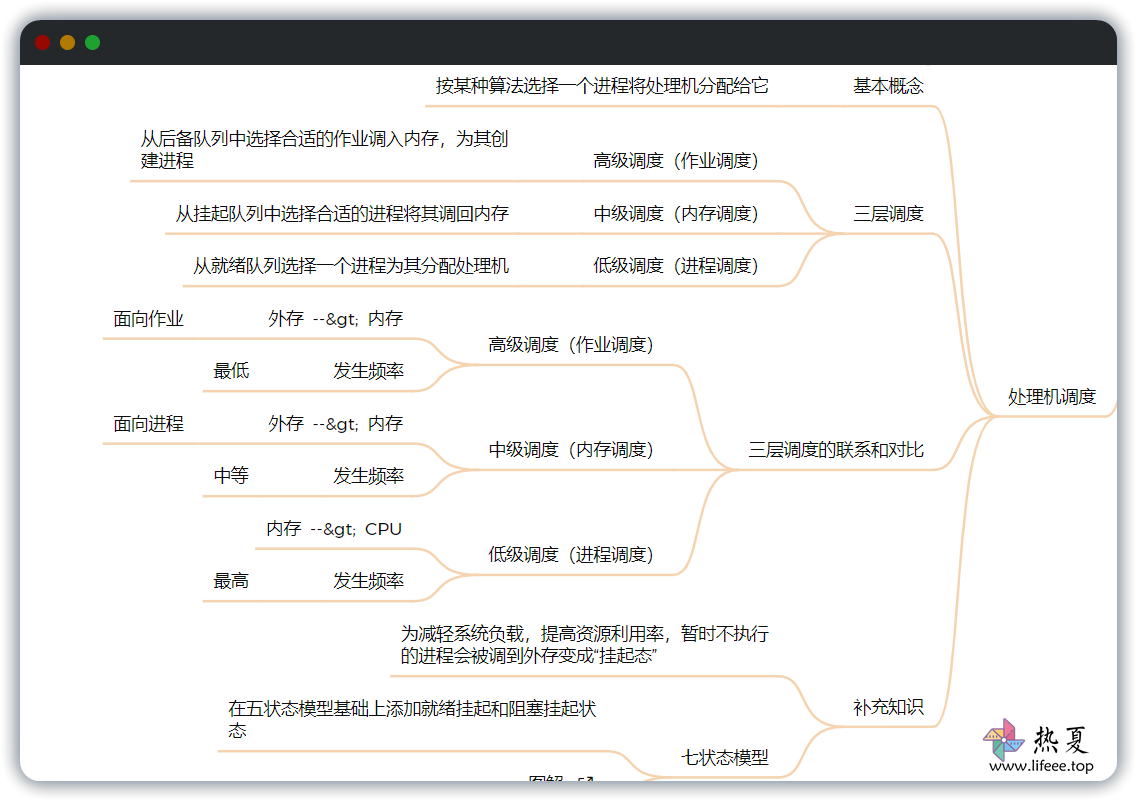 按某种算法选择一个进程将处理机分配给它
基本概念
从后备队列中选择合适的作业调入内存，为其创
建进程
高级调度（作业调度）
从挂起队列中选择合适的进程将其调回内存
中级调度（内存调度）
三层调度
从就绪队列选择一个进程为其分配处理机
低级调度（进程调度）
面向作业
外存 --&gt; 内存
高级调度（作业调度）
最低
发生频率
处理机调度
面向进程
外存 --&gt; 内存
中级调度（内存调度）
三层调度的联系和对比
中等
发生频率
内存 --&gt; CPU
低级调度（进程调度）
最高
发生频率
为减轻系统负载，提高资源利用率，暂时不执行
的进程会被调到外存变成“挂起态”
补充知识
在五状态模型基础上添加就绪挂起和阻塞挂起状
态
七状态模型
热夏
www.lifeee.top